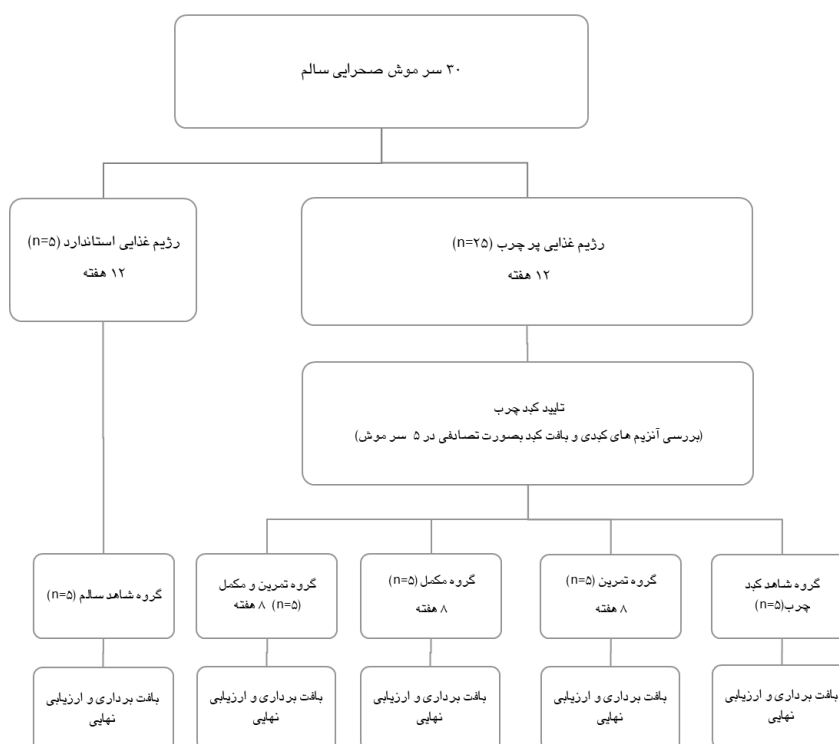 ۳۰ سر موش صحرایی سالم
رژیم غذایی پر چرب (n=۲۵)
۱۲ هفته
رژیم غذایی استاندارد (n=۵)
۱۲ هفته
تایید کبد چرب
(بررسی آنزیم های کبدی و بافت کبد بصورت تصادفی در ۵ سر موش)
گروه شاهد کبد
چرب(n=۵)
گروه تمرین (n=۵)
۸ هفته
گروه مکمل (n=۵)
۸ هفته
گروه تمرین و مکمل
(n=۵) ۸ هفته
گروه شاهد سالم (n=۵)
بافت برداری و ارزیابی
نهایی
بافت برداری و ارزیابی
نهایی
بافت برداری و ارزیابی
نهایی
بافت برداری و ارزیابی
نهایی
بافت برداری و ارزیابی
نهایی